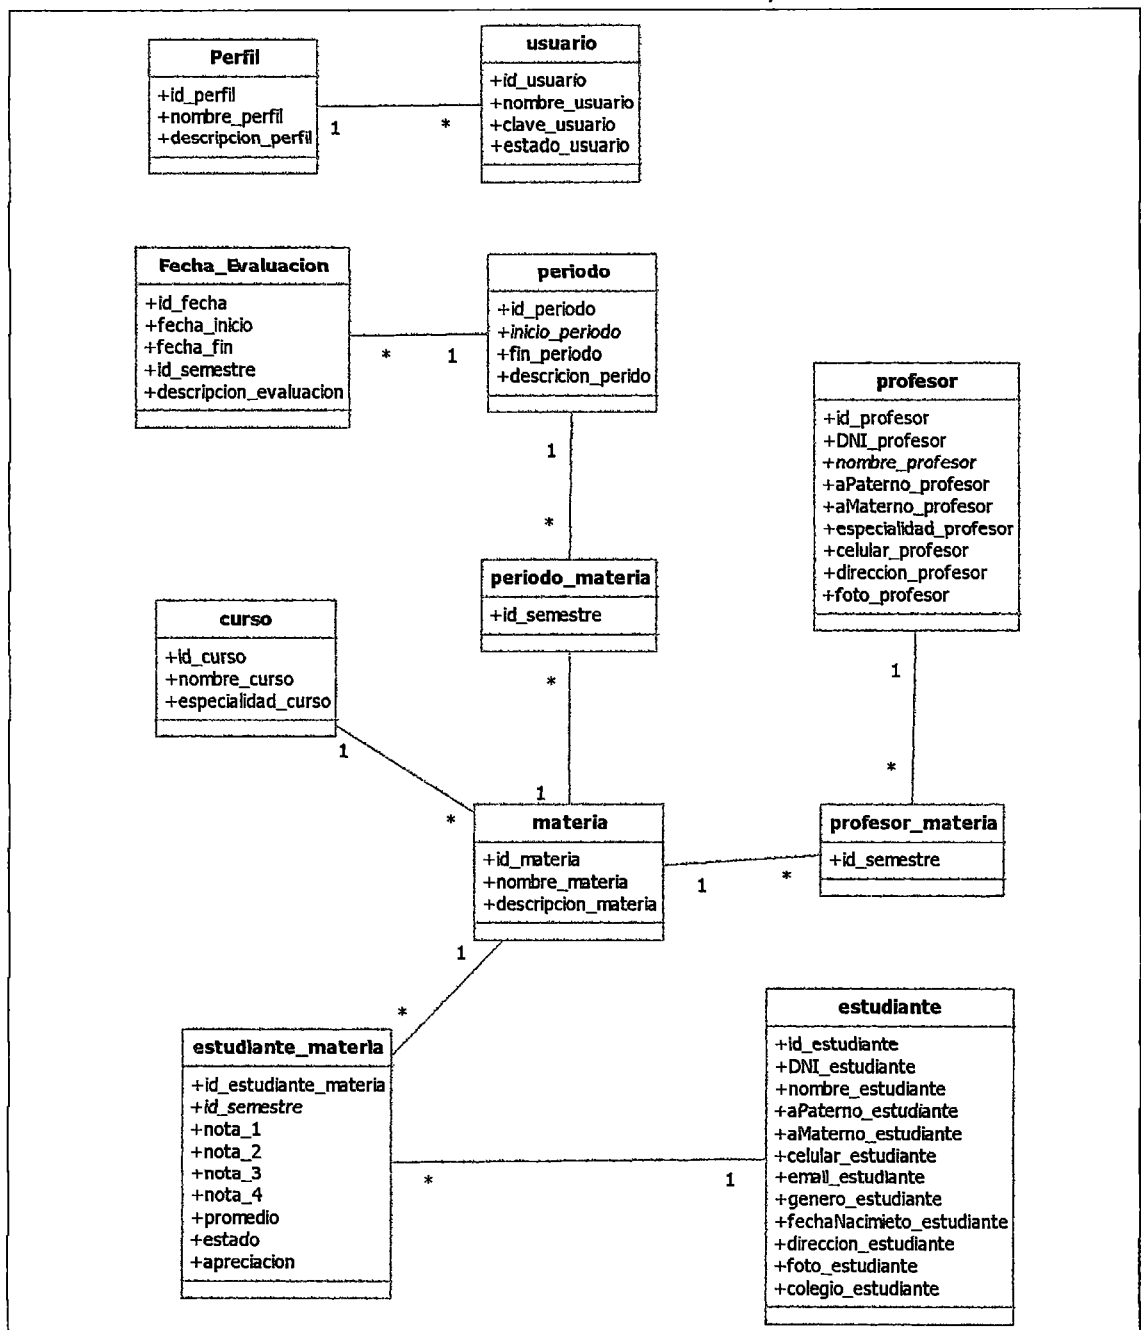 Perfil
+id_perfil
+nombre_perfil
+descripcion_perfil
1
*
usuario
+id_usuario
+nombre_usuario
+clave_usuario
+estado_usuario
Fecha_Evaluacion
+id_fecha
+fecha_inicio
+fecha_fin
+id_semestre
+descripcion_evaluacion
*
1
periodo
+id_periodo
+inicio_periodo
+fin_periodo
+descricion_perido
1
*
profesor
+id_profesor
+DNI_profesor
+nombre_profesor
+aPaterno_profesor
+aMaterno_profesor
+especialidad_profesor
+celular_profesor
+direccion_profesor
+foto_profesor
1
*
periodo_materia
+id_semestre
*
1
curso
+id_curso
+nombre_curso
+especialidad_curso
1
*
materia
+id_materia
+nombre_materia
+descripcion_materia
1
*
profesor_materia
+id_semestre
1
*
estudiante_materia
+id_estudiante_materia
+id_semestre
+nota_1
+nota_2
+nota_3
+nota_4
+promedio
+estado
+apreciacion
*
1
estudiante
+id_estudiante
+DNI_estudiante
+nombre_estudiante
+aPaterno_estudiante
+aMaterno_estudiante
+celular_estudiante
+email_estudiante
+genero_estudiante
+fechaNacimieto_estudiante
+direccion_estudiante
+foto_estudiante
+colegio_estudiante